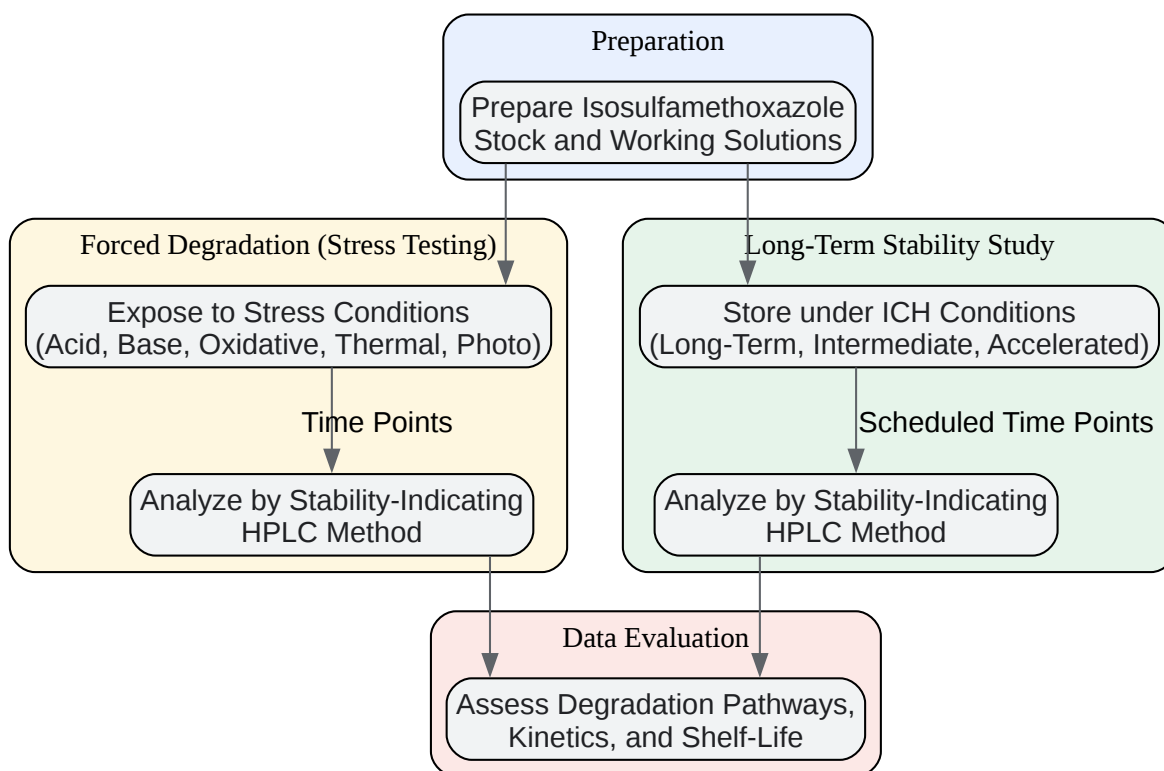 Preparation
Prepare Isosulfamethoxazole
Stock and Working Solutions
Forced Degradation (Stress Testing)
Expose to Stress Conditions
(Acid, Base, Oxidative, Thermal, Photo)
Time Points
Analyze by Stability-Indicating
HPLC Method
Long-Term Stability Study
Store under ICH Conditions
(Long-Term, Intermediate, Accelerated)
Scheduled Time Points
Analyze by Stability-Indicating
HPLC Method
Data Evaluation
Assess Degradation Pathways,
Kinetics, and Shelf-Life